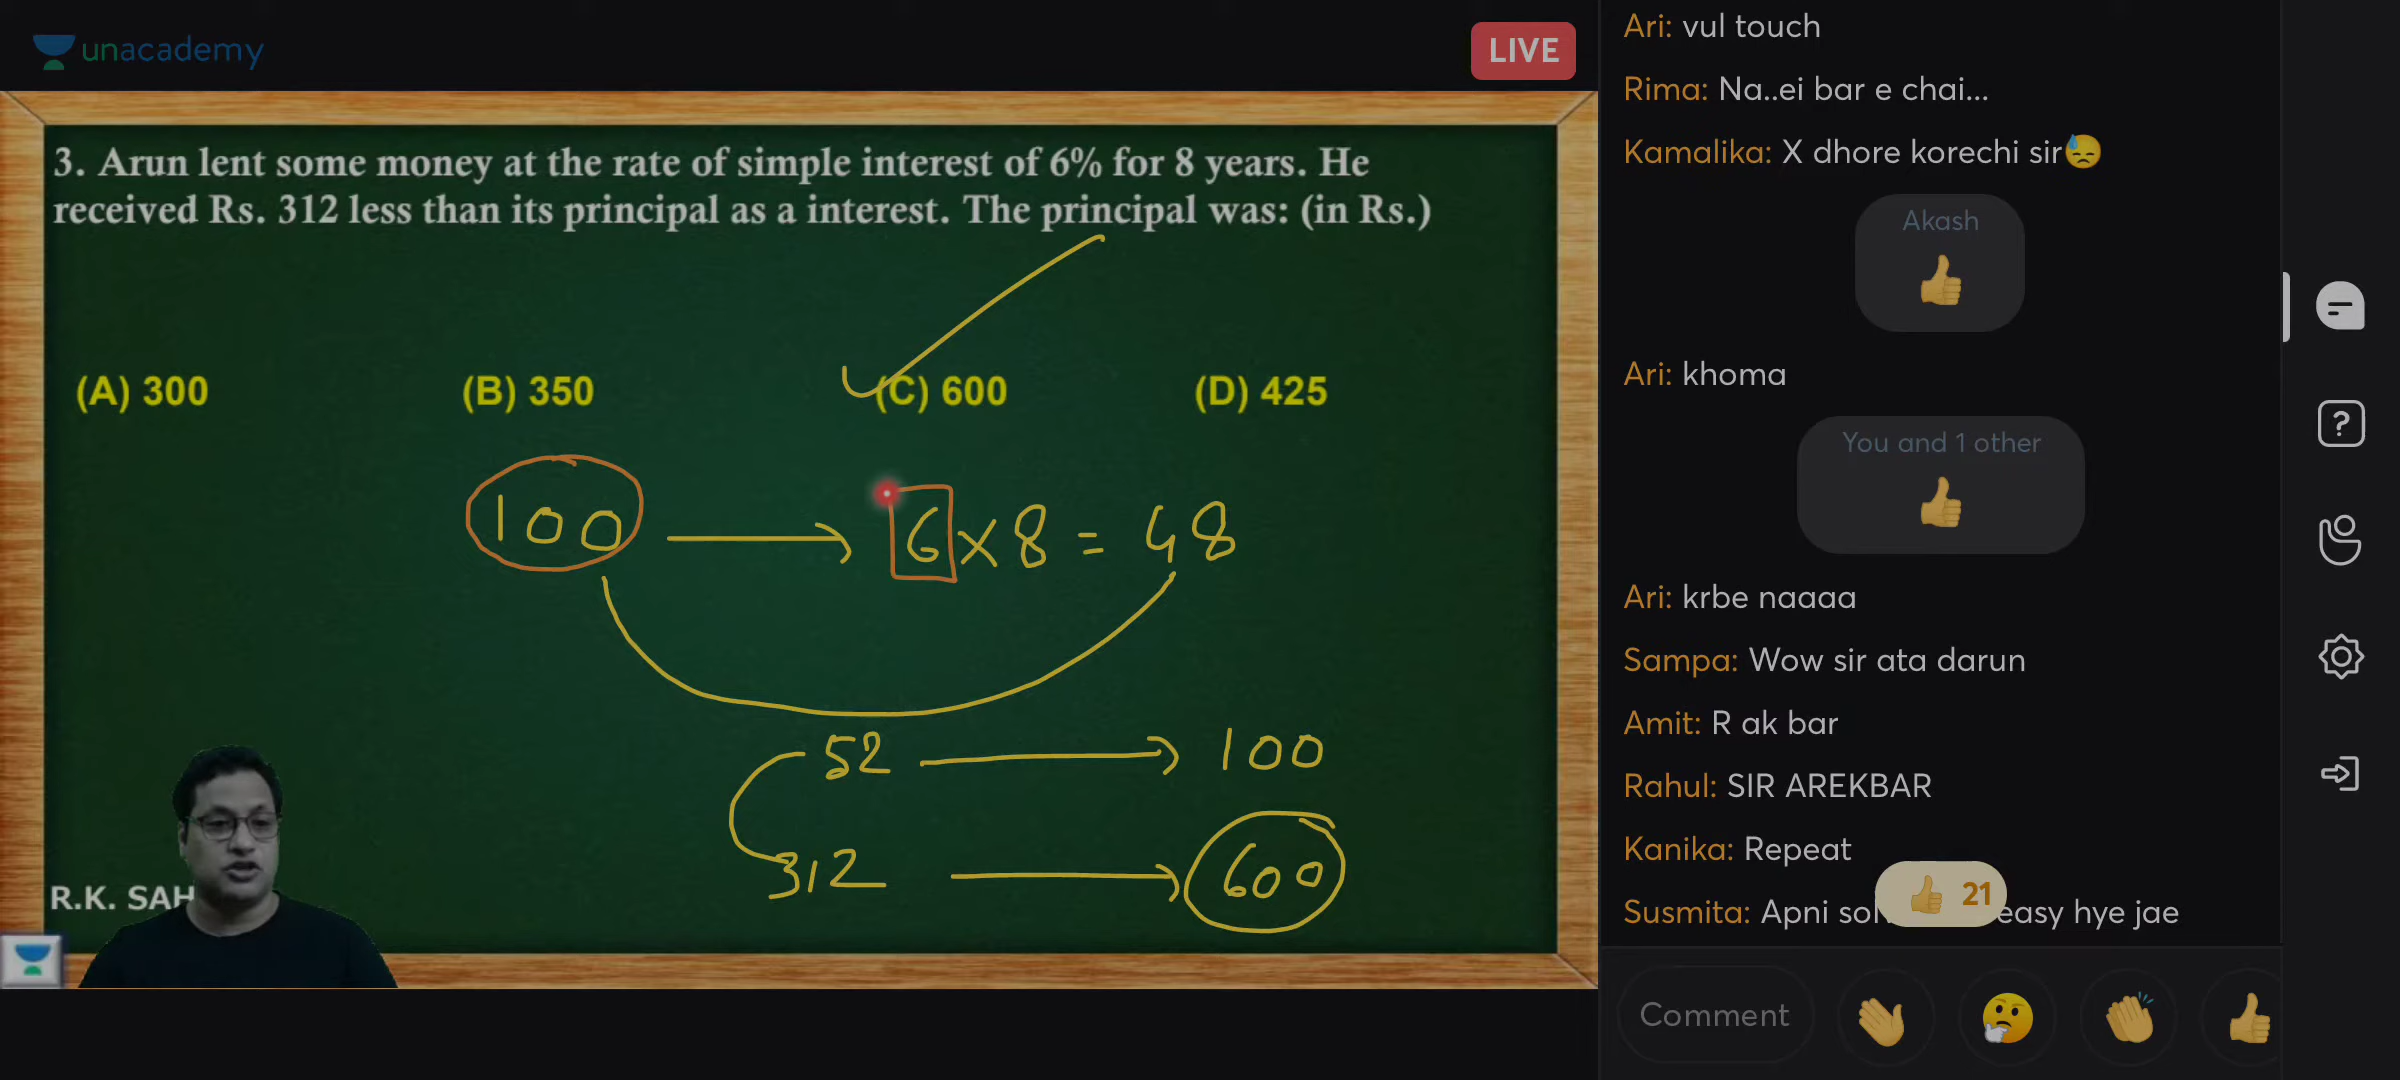 unacademy
LIVE
3. Arun lent some money at the rate of simple interest of 6% for 8 years. He
received Rs. 312 less than its principal as a interest. The principal was: (in Rs.)
(A) 300 (B) 350 (C) 600 (D) 425
100 → 6 × 8 = 48
52 → 100
312 → 600
R.K. SAH
Ari: vul touch
Rima: Na..ei bar e chai...
Kamalika: X dhore korechi sir😓
Akash
👍
Ari: khoma
You and 1 other
👍
Ari: krbe naaaa
Sampa: Wow sir ata darun
Amit: R ak bar
Rahul: SIR AREKBAR
Kanika: Repeat
👍 21
Susmita: Apni easy hye jae
Comment